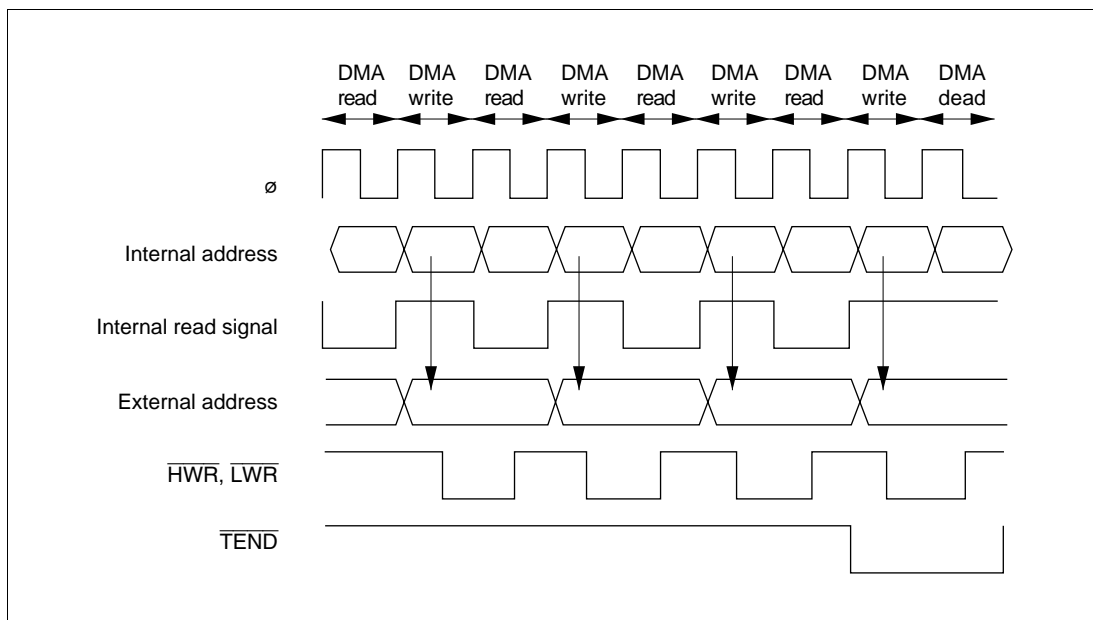 DMA read DMA write DMA read DMA write DMA read DMA write DMA read DMA write DMA dead
ø
Internal address
Internal read signal
External address
HWR, LWR
TEND